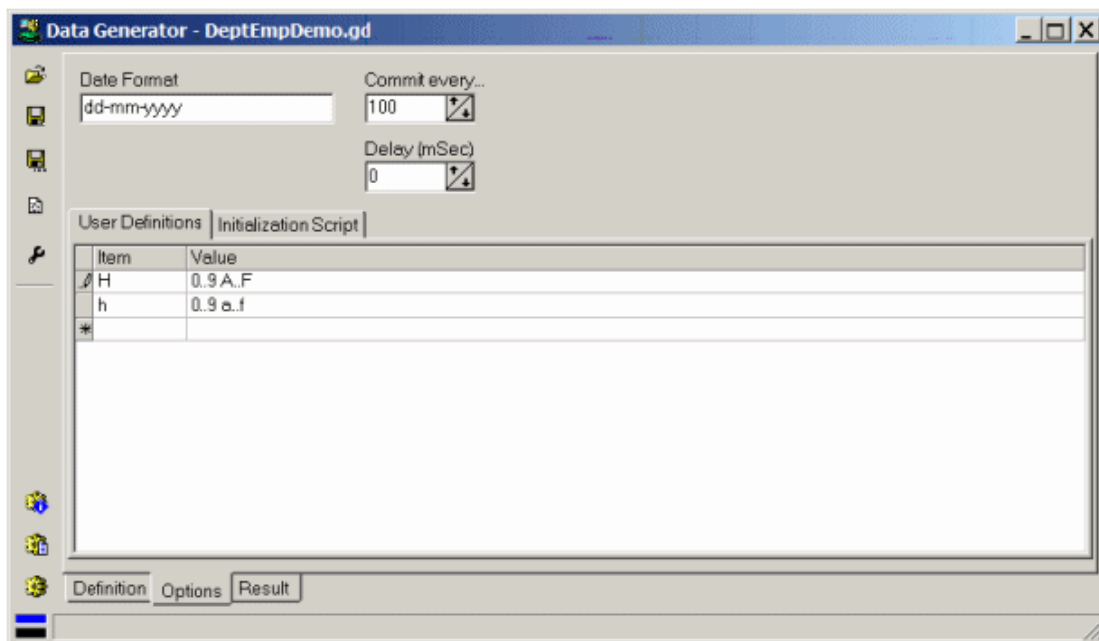 Data Generator - DeptEmpDemo.gd
Date Format
Commit every...
dd-mm-yyyy
100
Delay (mSec)
0
User Definitions
Initialization Script
Item Value
H 0..9 A..F
h 0..9 a..f
Definition Options Result